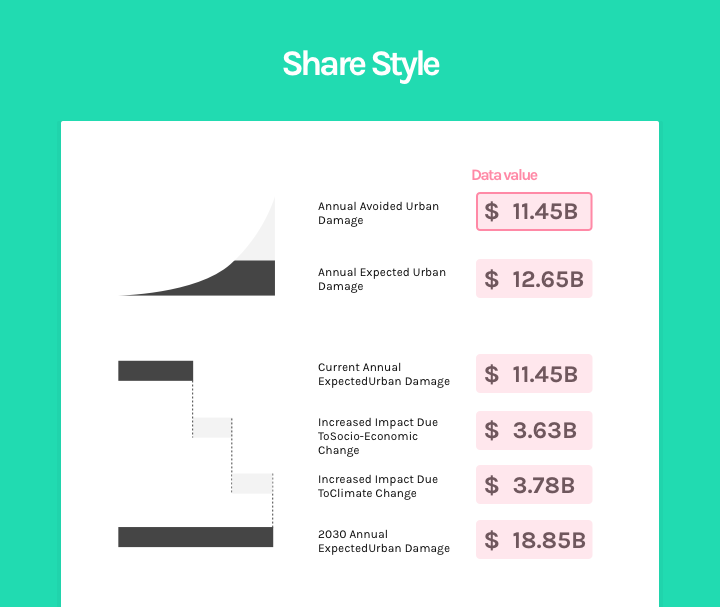 Share Style
Data value
Annual Avoided Urban
Damage
$ 11.45B
Annual Expected Urban
Damage
$ 12.65B
Current Annual
ExpectedUrban Damage
$ 11.45B
Increased Impact Due
ToSocio-Economic
Change
$ 3.63B
Increased Impact Due
ToClimate Change
$ 3.78B
2030 Annual
ExpectedUrban Damage
$ 18.85B